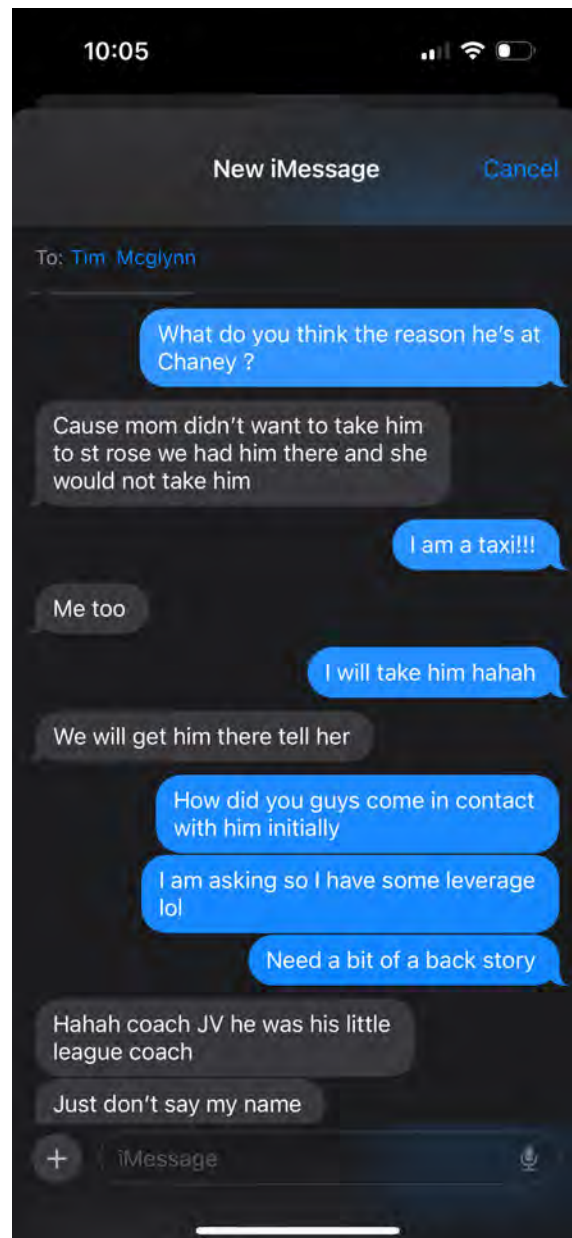 10:05
New iMessage
Cancel
To: Tim Mcglynn
What do you think the reason he's at
Chaney ?
Cause mom didn't want to take him
to st rose we had him there and she
would not take him
I am a taxi!!!
Me too
I will take him hahah
We will get him there tell her
How did you guys come in contact
with him initially
I am asking so I have some leverage
lol
Need a bit of a back story
Hahah coach JV he was his little
league coach
Just don't say my name
iMessage